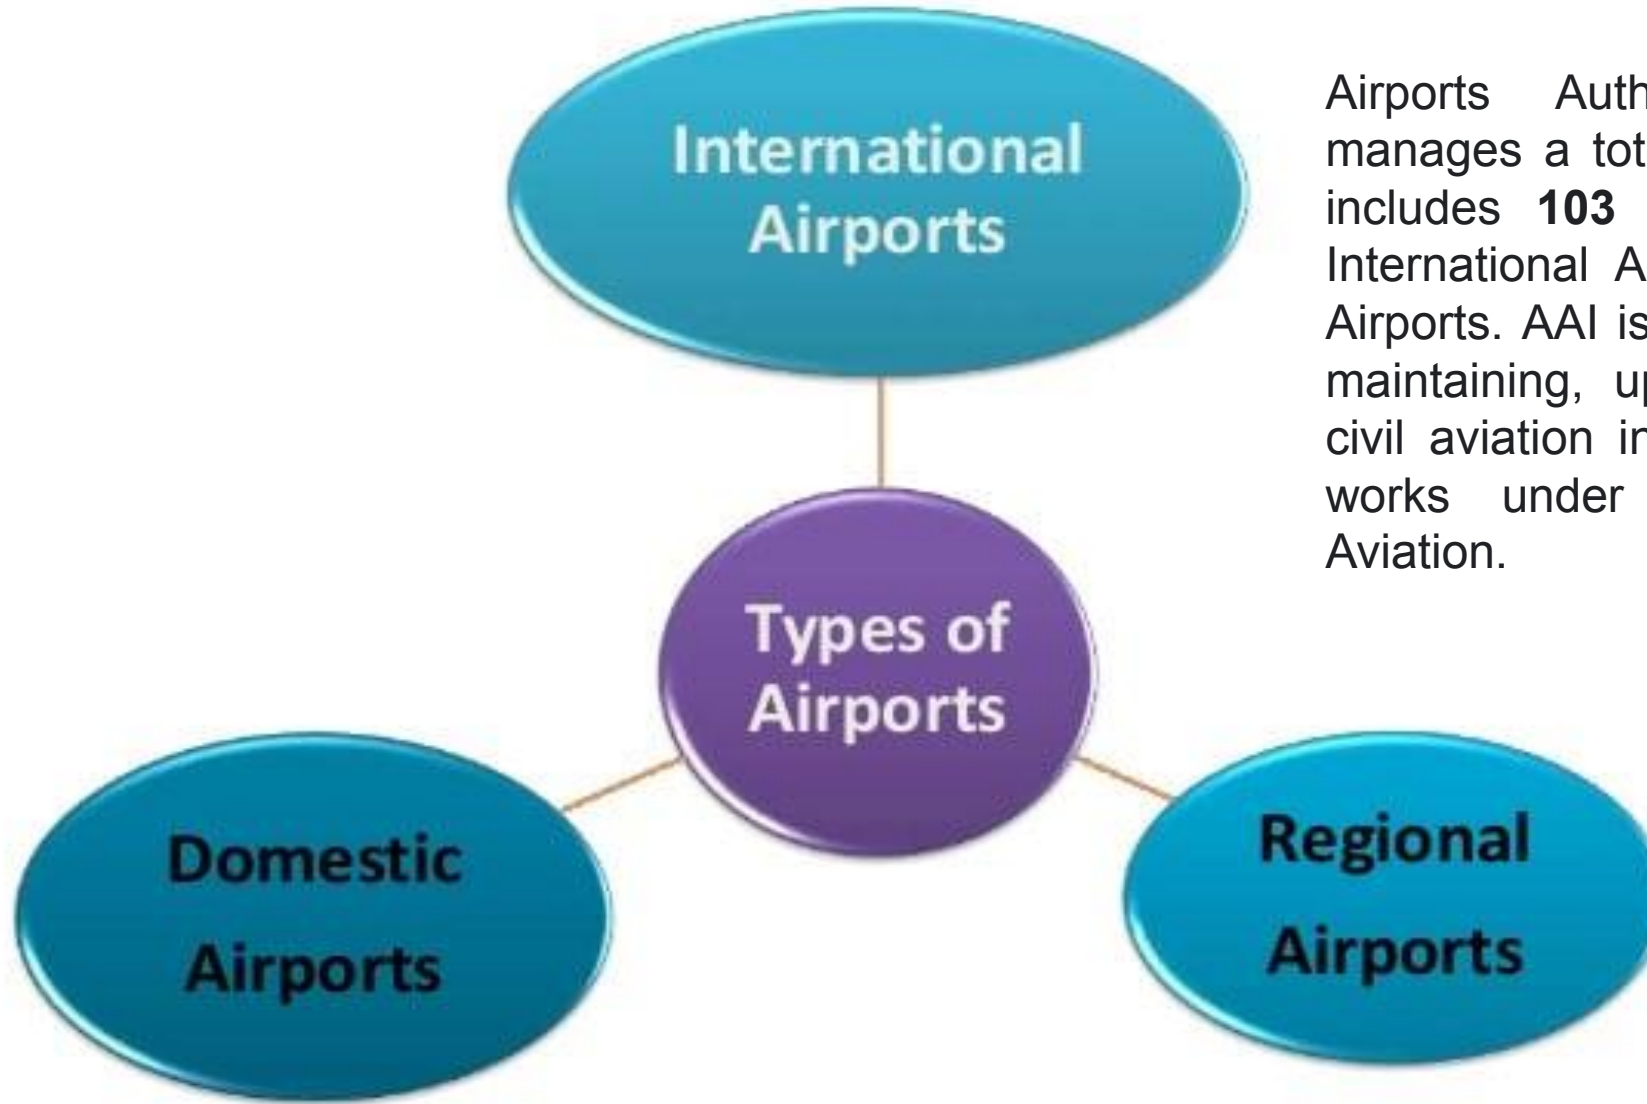 International
Airports
Types of
Airports
Domestic
Airports
Regional
Airports
Airports Auth
manages a tot
includes 103
International A
Airports. AAI is
maintaining, up
civil aviation in
works under
Aviation.